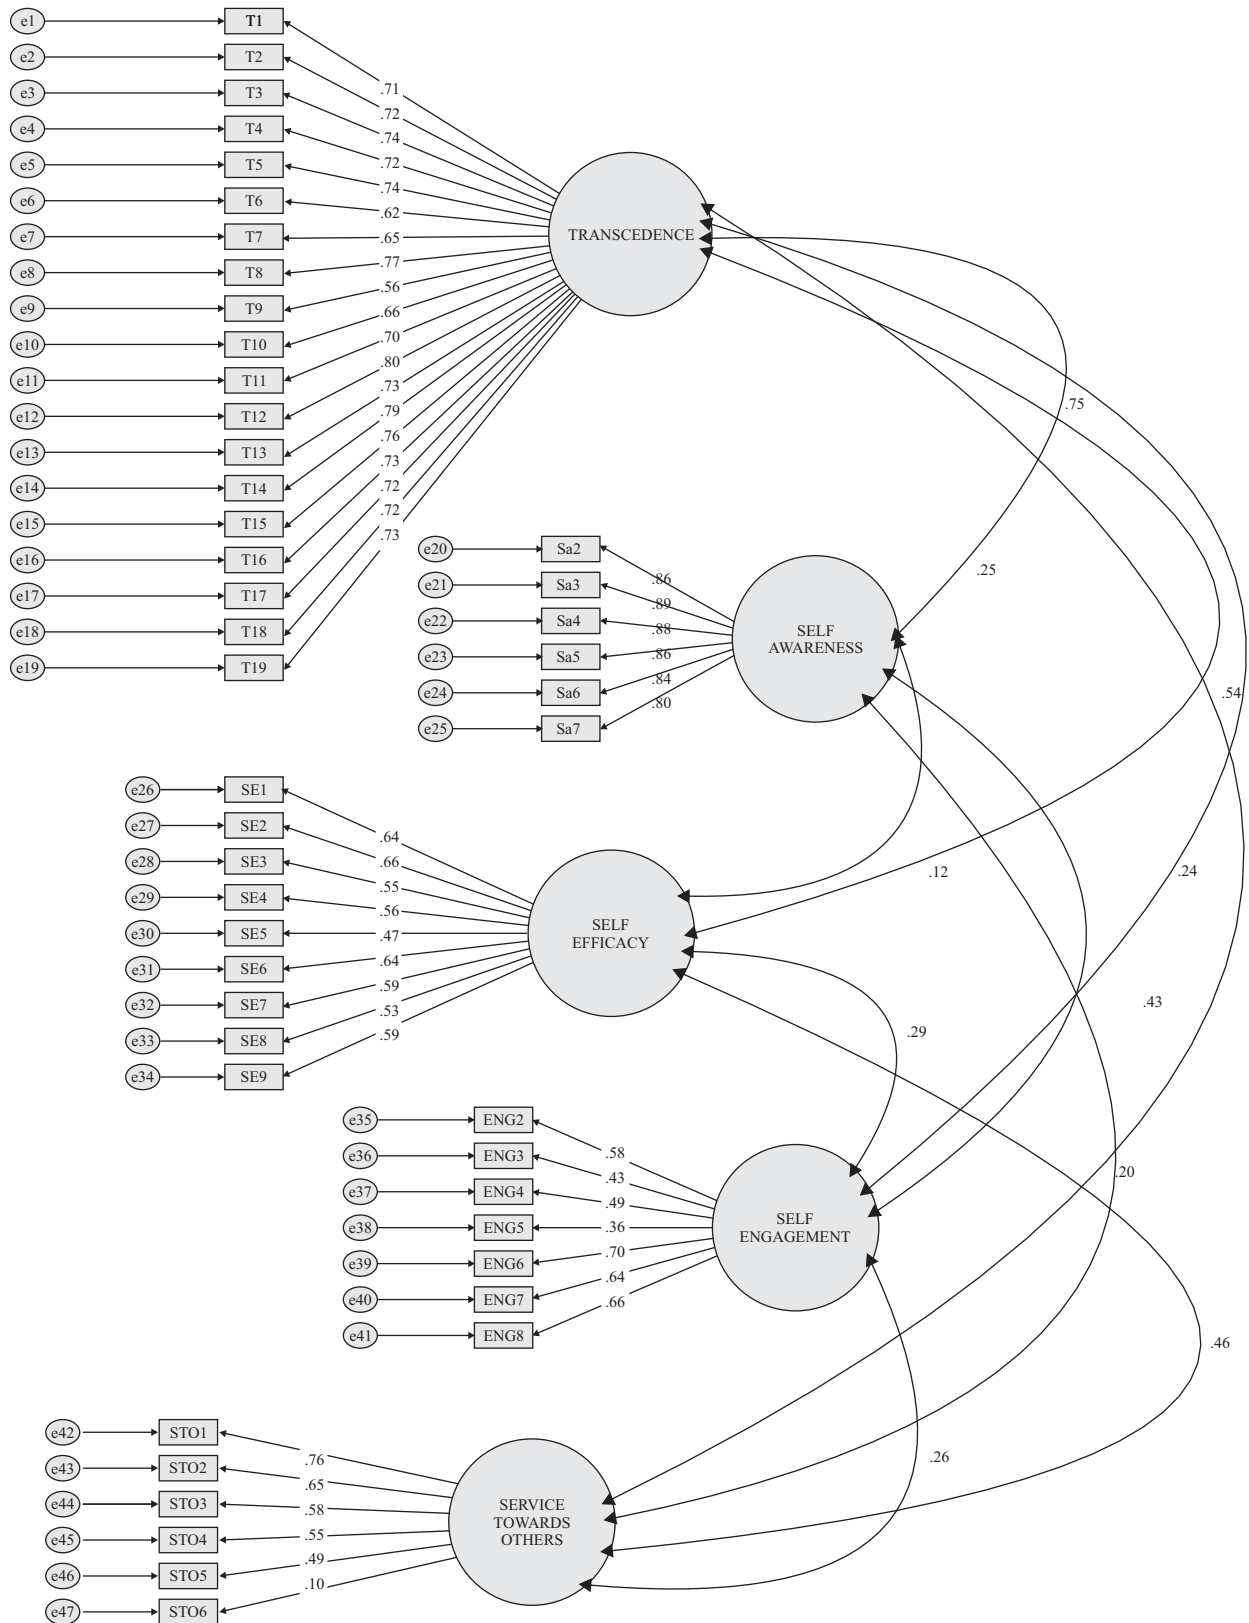 e1 T1
e2 T2
e3 T3
e4 T4
e5 T5
e6 T6
e7 T7
e8 T8
e9 T9
e10 T10
e11 T11
e12 T12
e13 T13
e14 T14
e15 T15
e16 T16
e17 T17
e18 T18
e19 T19
.71
.72
.74
.72
.74
.62
.65
.77
.56
.66
.70
.80
.73
.79
.76
.73
.72
.72
.73
TRANSCEDENCE
e20 Sa2
e21 Sa3
e22 Sa4
e23 Sa5
e24 Sa6
e25 Sa7
.86
.89
.88
.86
.84
.80
SELF
AWARENESS
e26 SE1
e27 SE2
e28 SE3
e29 SE4
e30 SE5
e31 SE6
e32 SE7
e33 SE8
e34 SE9
.64
.66
.55
.56
.47
.64
.59
.53
.59
SELF
EFFICACY
e35 ENG2
e36 ENG3
e37 ENG4
e38 ENG5
e39 ENG6
e40 ENG7
e41 ENG8
.58
.43
.49
.36
.70
.64
.66
SELF
ENGAGEMENT
e42 STO1
e43 STO2
e44 STO3
e45 STO4
e46 STO5
e47 STO6
.76
.65
.58
.55
.49
.10
SERVICE
TOWARDS
OTHERS
.75
.25
.54
.12
.24
.43
.29
.20
.46
.26